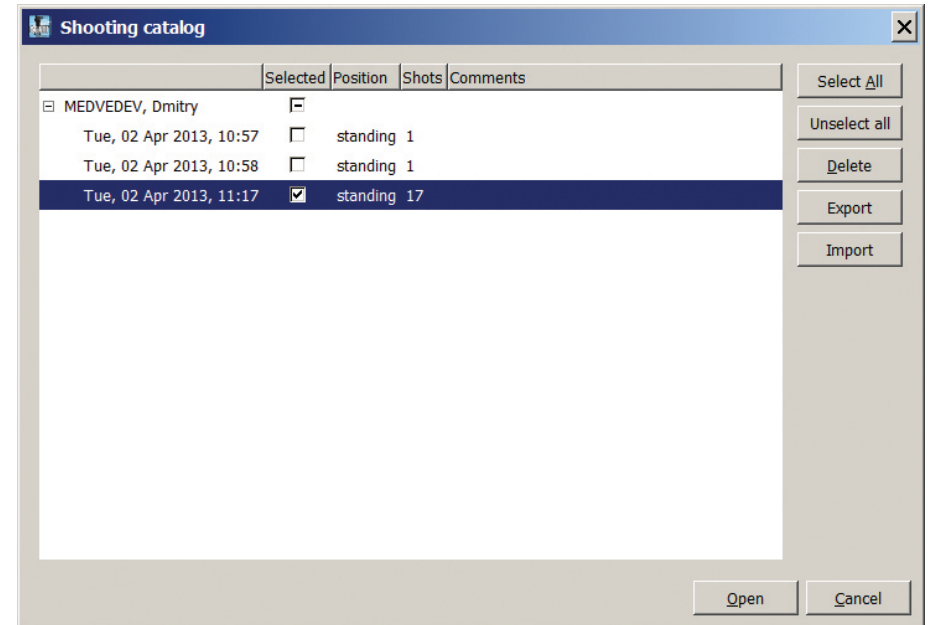 Shooting catalog
Selected Position Shots Comments
MEDVEDEV, Dmitry
Tue, 02 Apr 2013, 10:57 standing 1
Tue, 02 Apr 2013, 10:58 standing 1
Tue, 02 Apr 2013, 11:17 standing 17
Select All
Unselect all
Delete
Export
Import
Open Cancel